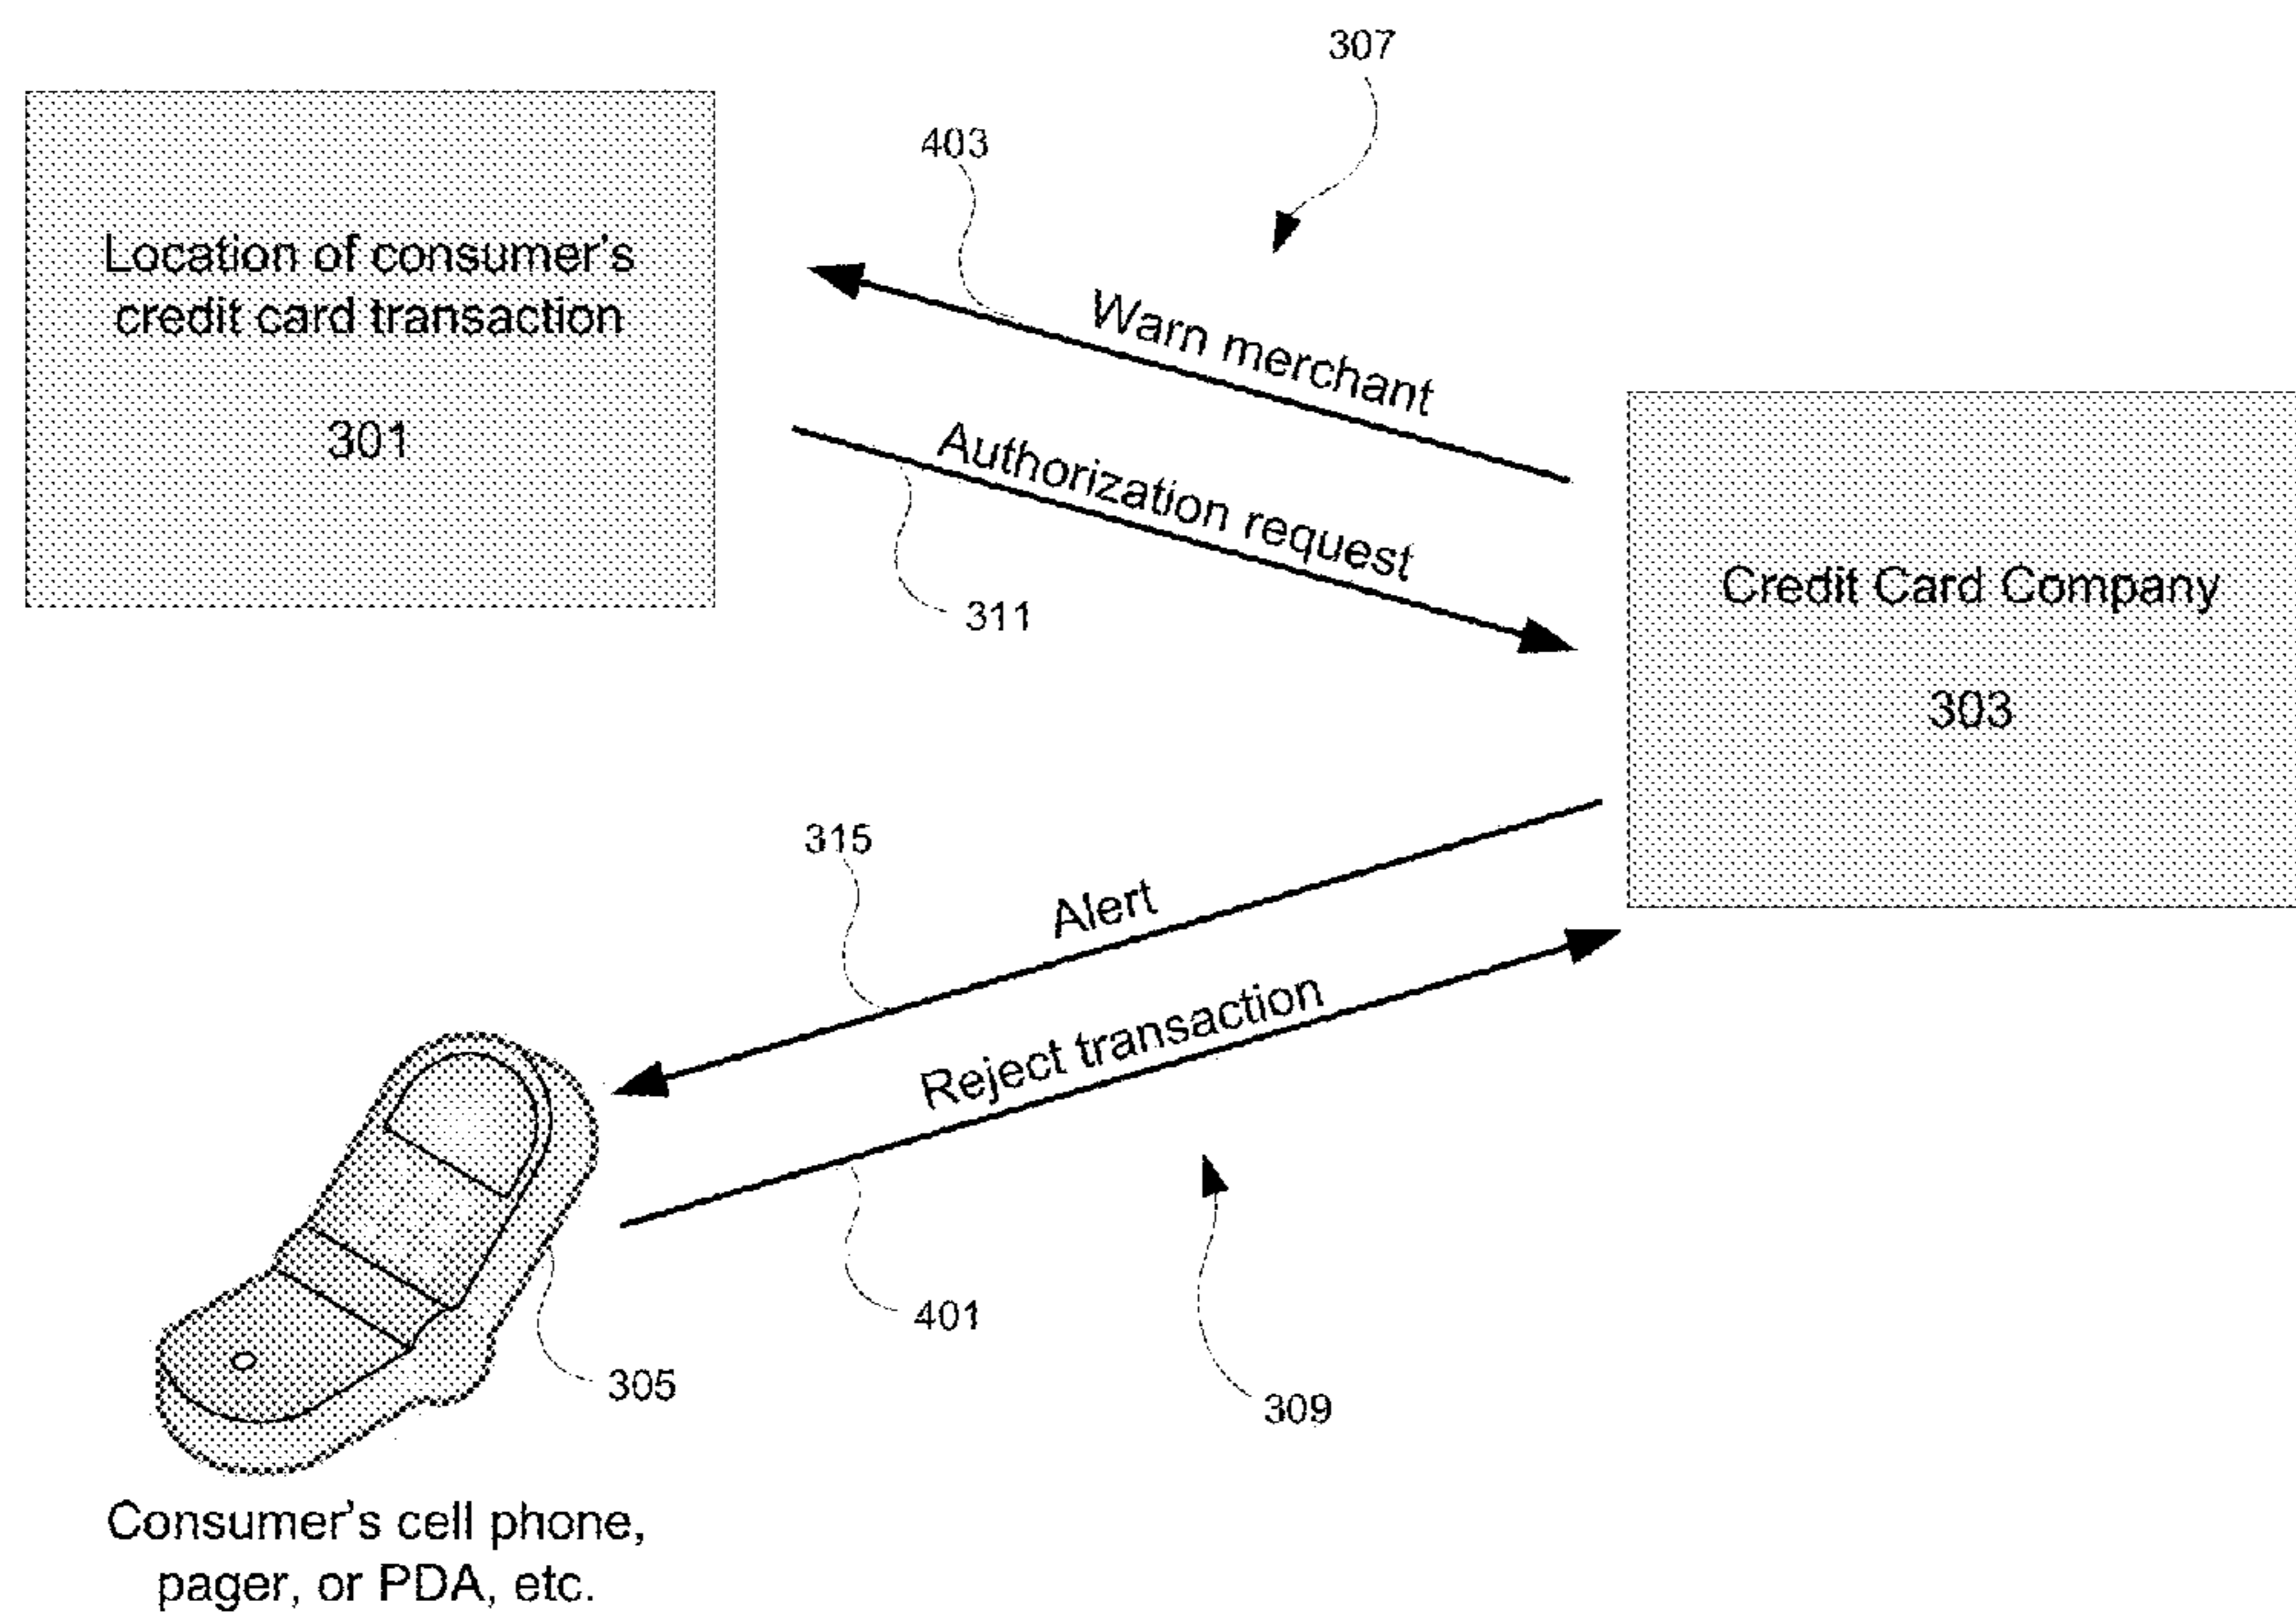 307
403
Location of consumer's
credit card transaction
301
Warn merchant
Authorization request
311
Credit Card Company
303
315
Alert
Reject transaction
401
305
309
Consumer's cell phone,
pager, or PDA, etc.